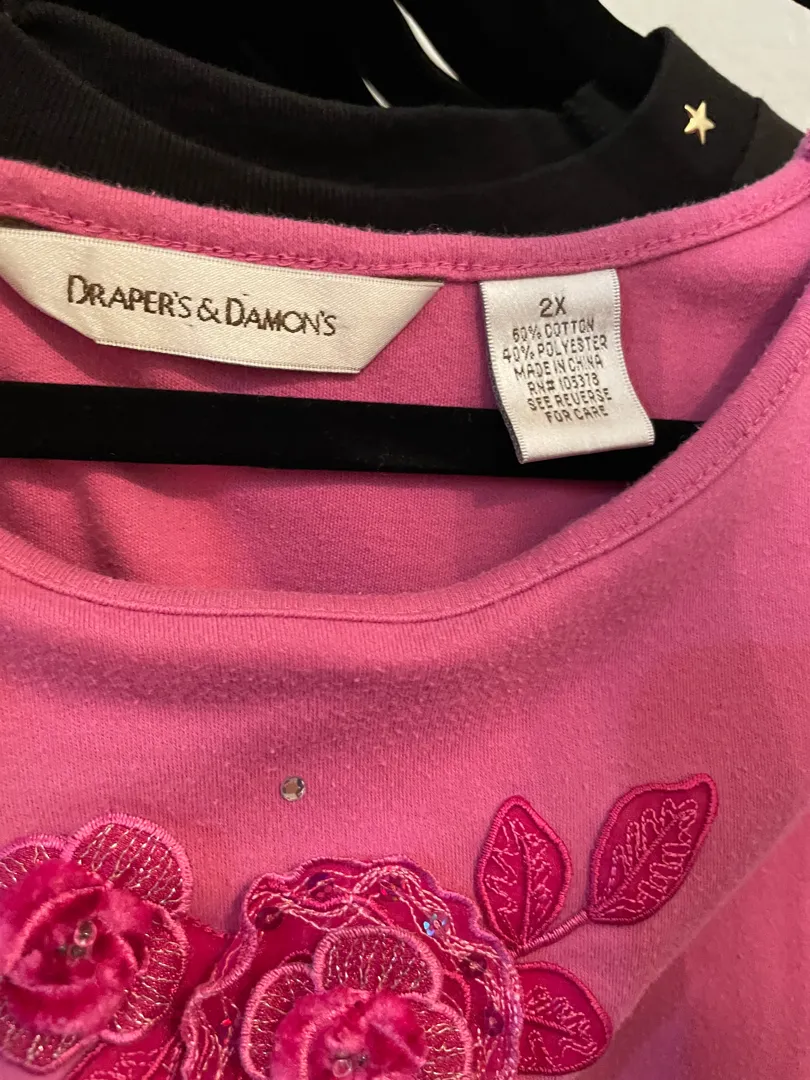 DRAPER'S & DAMON'S
2X
60% COTTON
40% POLYESTER
MADE IN CHINA
RN# 105378
SEE REVERSE
FOR CARE